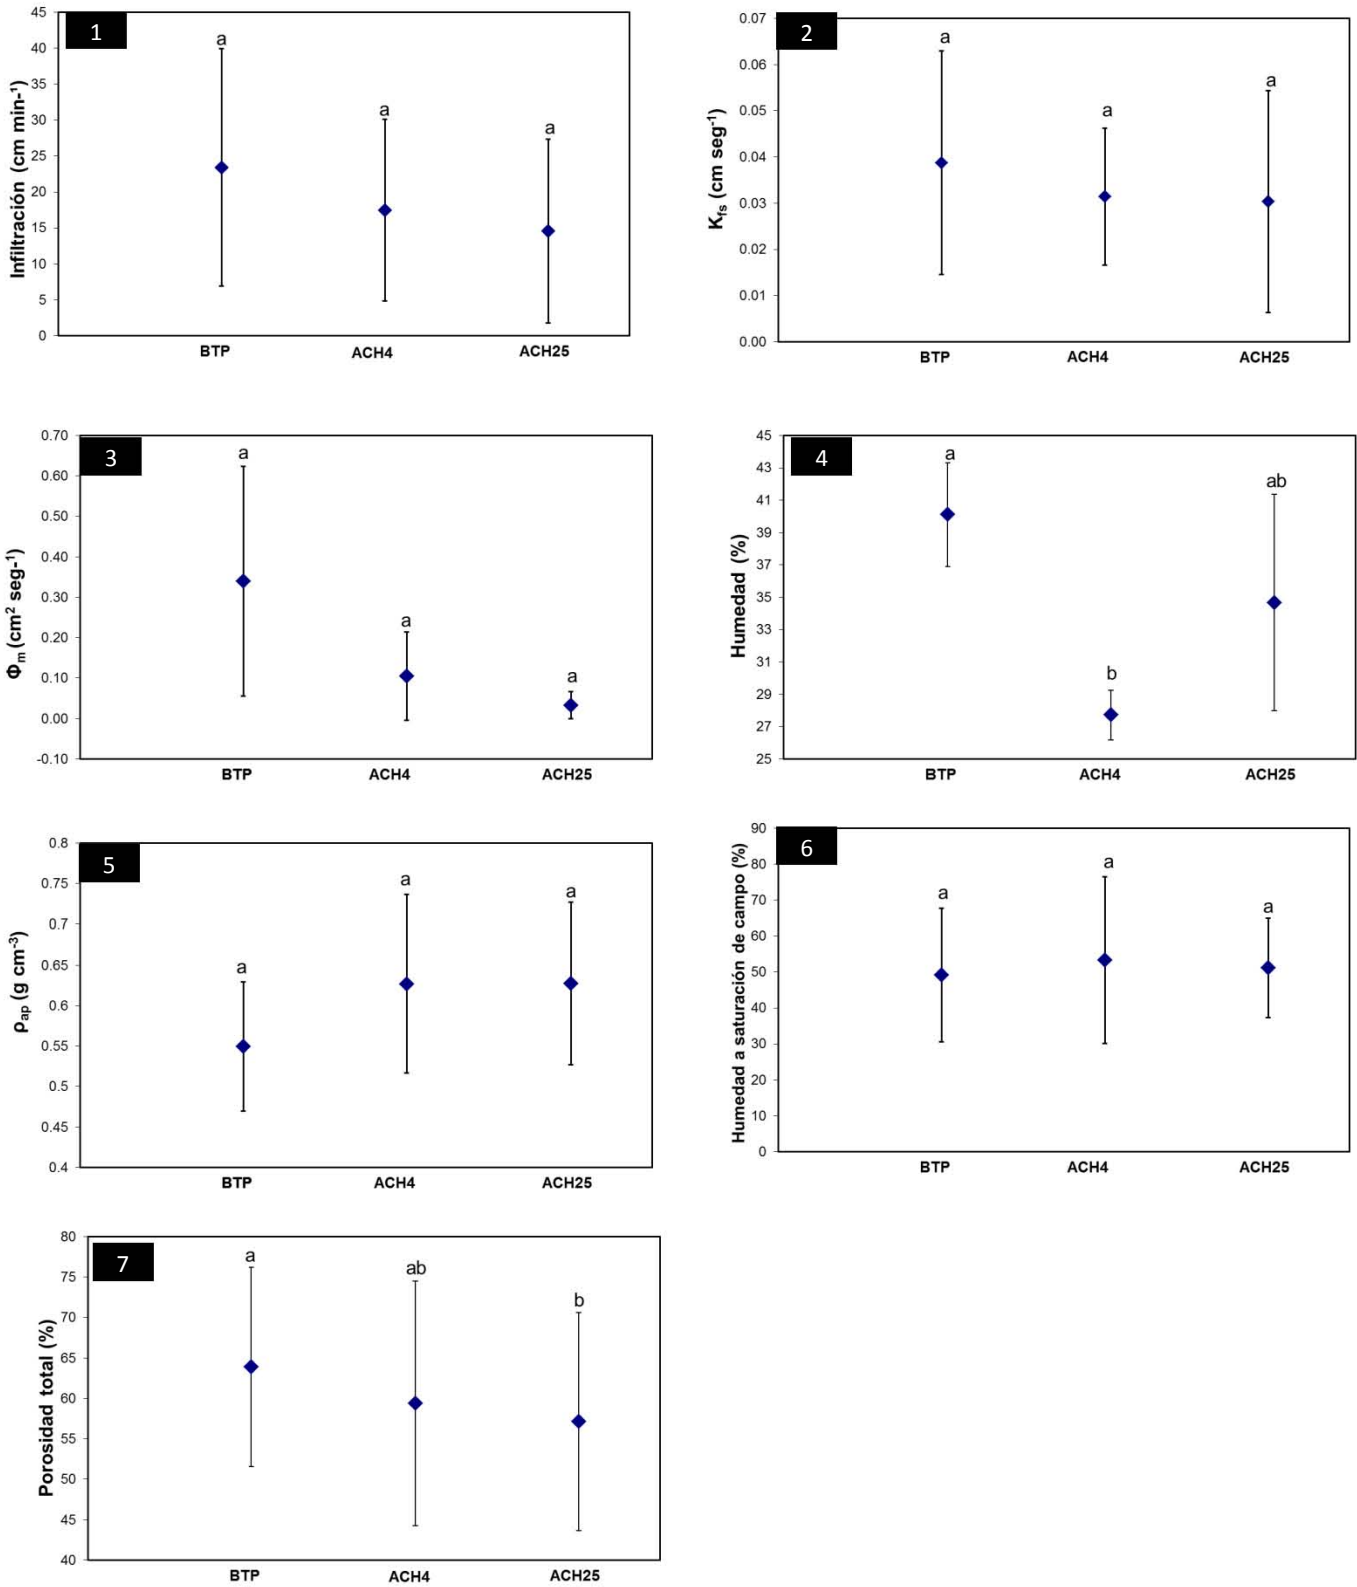 1
45
40
35
30
25
20
15
10
5
0
Infiltración (cm min-¹)
a
a
a
BTP ACH4 ACH25
2
0.07
0.06
0.05
0.04
0.03
0.02
0.01
0.00
Kfs (cm seg-¹)
a
a
a
BTP ACH4 ACH25
3
0.70
0.60
0.50
0.40
0.30
0.20
0.10
0.00
-0.10
Φm (cm² seg-¹)
a
a
a
BTP ACH4 ACH25
4
45
43
41
39
37
35
33
31
29
27
25
Humedad (%)
a
b
ab
BTP ACH4 ACH25
5
0.8
0.75
0.7
0.65
0.6
0.55
0.5
0.45
0.4
ρap (g cm-³)
a
a
a
BTP ACH4 ACH25
6
90
80
70
60
50
40
30
20
10
0
Humedad a saturación de campo (%)
a
a
a
BTP ACH4 ACH25
7
80
75
70
65
60
55
50
45
40
Porosidad total (%)
a
ab
b
BTP ACH4 ACH25